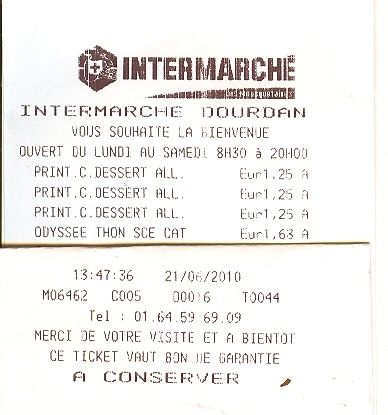 INTERMARCHÉ
INTERMARCHE DOURDAN
VOUS SOUHAITE LA BIENVENUE
OUVERT DU LUNDI AU SAMEDI 8H30 à 20H00
PRINT.C.DESSERT ALL. Eur1,25 A
PRINT.C.DESSERT ALL. Eur1,25 A
PRINT.C.DESSERT ALL. Eur1,25 A
ODYSSEE THON SCE CAT Eur1,63 A
13:47:36 21/06/2010
M06462 C005 00016 T0044
Tel : 01.64.59.69.09
MERCI DE VOTRE VISITE ET A BIENTOT
CE TICKET VAUT BON DE GARANTIE
A CONSERVER